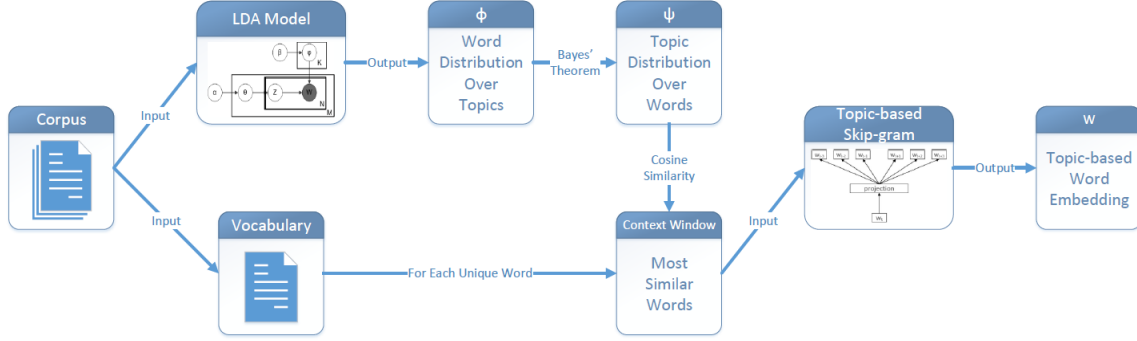 LDA Model
β
φ
K
α
θ
Z
W
N
M
Φ
Word
Distribution
Over
Topics
ψ
Topic
Distribution
Over
Words
Output
Bayes'
Theorem
Corpus
Input
Input
Cosine
Similarity
Vocabulary
For Each Unique Word
Context Window
Most
Similar
Words
Input
Topic-based
Skip-gram
projection
Output
W
Topic-based
Word
Embedding